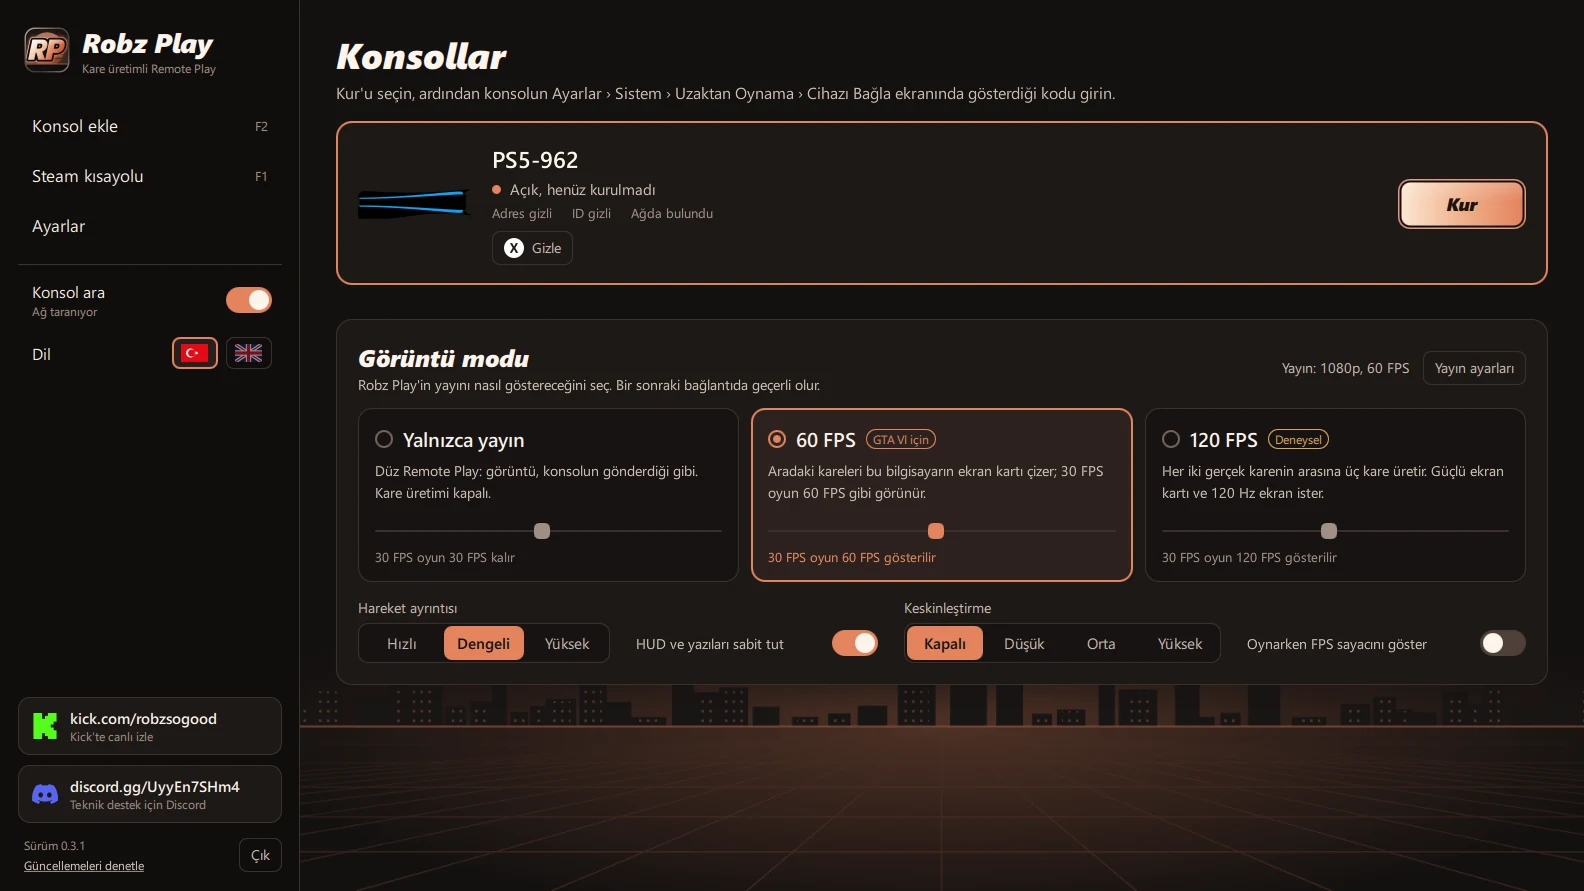 RP
Robz Play
Kare üretimli Remote Play
Konsol ekle F2
Steam kısayolu F1
Ayarlar
Konsol ara
Ağ taranıyor
Dil
kick.com/robzsogood
Kick'te canlı izle
discord.gg/UyyEn7SHm4
Teknik destek için Discord
Sürüm 0.3.1
Güncellemeleri denetle
Çık
Konsollar
Kur'u seçin, ardından konsolun Ayarlar › Sistem › Uzaktan Oynama › Cihazı Bağla ekranında gösterdiği kodu girin.
PS5-962
Açık, henüz kurulmadı
Adres gizli ID gizli Ağda bulundu
X Gizle
Kur
Görüntü modu
Robz Play'in yayını nasıl göstereceğini seç. Bir sonraki bağlantıda geçerli olur.
Yayın: 1080p, 60 FPS
Yayın ayarları
Yalnızca yayın
Düz Remote Play: görüntü, konsolun gönderdiği gibi.
Kare üretimi kapalı.
30 FPS oyun 30 FPS kalır
60 FPS GTA VI için
Aradaki kareleri bu bilgisayarın ekran kartı çizer; 30 FPS
oyun 60 FPS gibi görünür.
30 FPS oyun 60 FPS gösterilir
120 FPS Deneysel
Her iki gerçek karenin arasına üç kare üretir. Güçlü ekran
kartı ve 120 Hz ekran ister.
30 FPS oyun 120 FPS gösterilir
Hareket ayrıntısı
Hızlı Dengeli Yüksek
HUD ve yazıları sabit tut
Keskinleştirme
Kapalı Düşük Orta Yüksek
Oynarken FPS sayacını göster